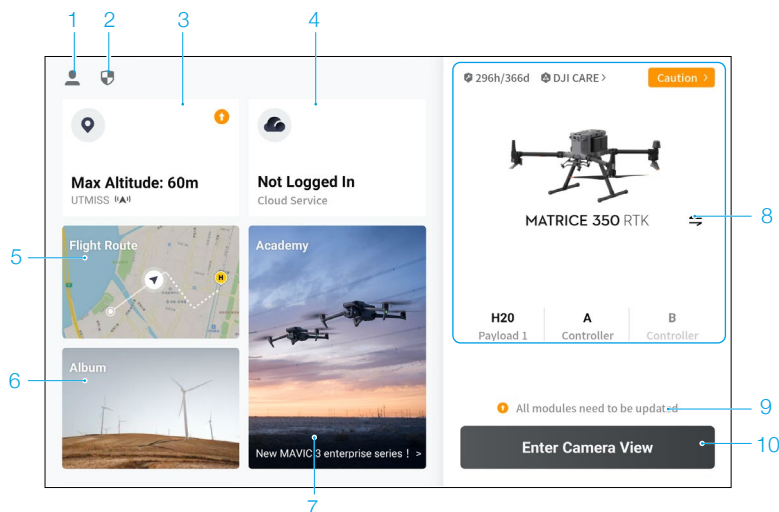 1
2
3
4
296h/366d
DJI CARE >
Caution >
Max Altitude: 60m
UTMISS
Not Logged In
Cloud Service
MATRICE 350 RTK
8
5
Flight Route
H
Academy
H20
Payload 1
A
Controller
B
Controller
6
Album
All modules need to be updated
9
New MAVIC 3 enterprise series！ >
Enter Camera View
10
7